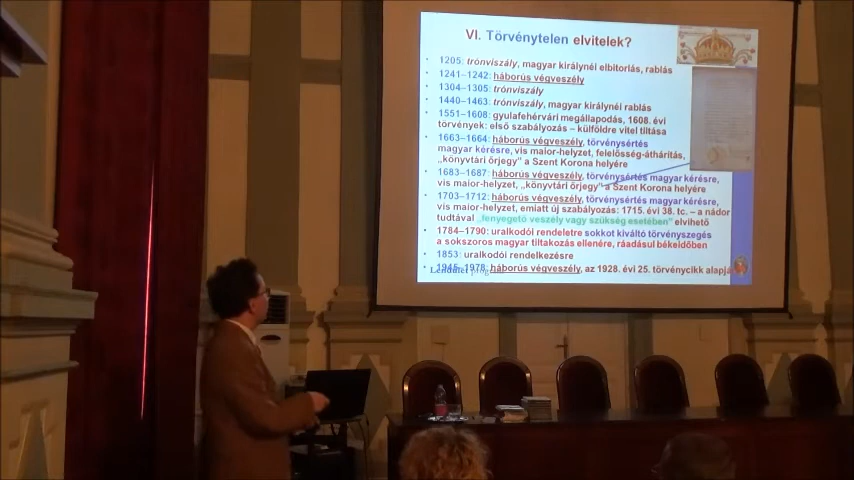 VI. Törvénytelen elvitelek?
• 1205: trónviszály, magyar királynéi elbitorlás, rablás
• 1241–1242: háborús végveszély
• 1304–1305: trónviszály
• 1440–1463: trónviszály, magyar királynéi rablás
• 1551–1608: gyulafehérvári megállapodás, 1608. évi
törvények: első szabályozás – külföldre vitel tiltása
• 1663–1664: háborús végveszély, törvénysértés
magyar kérésre, vis maior-helyzet, felelősség-áthárítás,
„könyvtári őrjegy” a Szent Korona helyére
• 1683–1687: háborús végveszély, törvénysértés magyar kérésre,
vis maior-helyzet, „könyvtári őrjegy” a Szent Korona helyére
• 1703–1712: háborús végveszély, törvénysértés magyar kérésre,
vis maior-helyzet, emiatt új szabályozás: 1715. évi 38. tc. – a nádor
tudtával „fenyegető veszély vagy szükség esetében” elvihető
• 1784–1790: uralkodói rendeletre sokkot kiváltó törvényszegés
a sokszoros magyar tiltakozás ellenére, ráadásul békeidőben
• 1853: uralkodói rendelkezésre
• 1945–1978: háborús végveszély, az 1928. évi 25. törvénycikk alapjá
Lendület